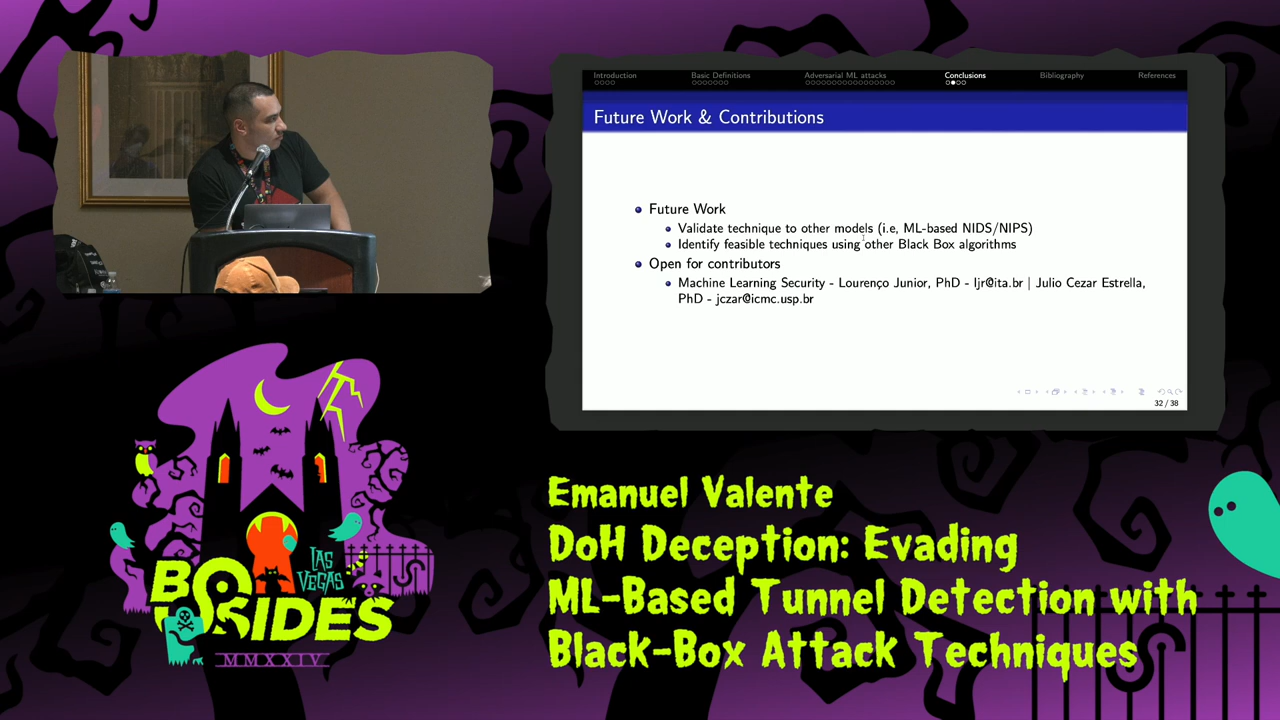 Introduction
Basic Definitions
Adversarial ML attacks
Conclusions
Bibliography
References
Future Work & Contributions
Future Work
Validate technique to other models (i.e, ML-based NIDS/NIPS)
Identify feasible techniques using other Black Box algorithms
Open for contributors
Machine Learning Security - Lourenço Junior, PhD - ljr@ita.br | Julio Cezar Estrella,
PhD - jczar@icmc.usp.br
32 / 38
LAS
VEGAS
BSIDES
MMXXIV
Emanuel Valente
DoH Deception: Evading
ML-Based Tunnel Detection with
Black-Box Attack Techniques